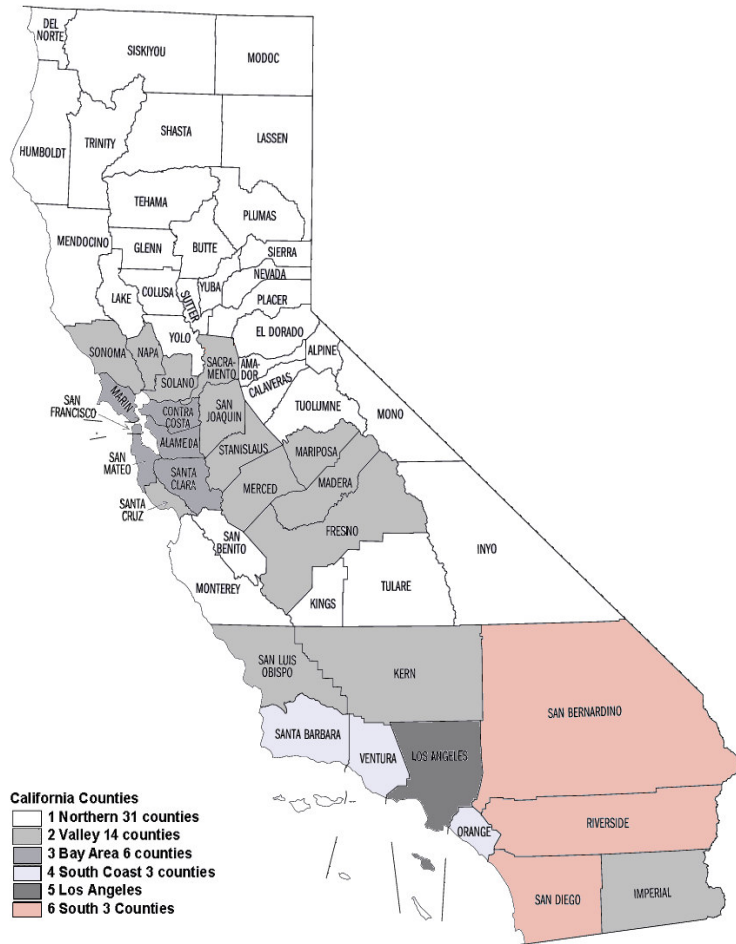 DEL
NORTE
SISKIYOU
MODOC
HUMBOLDT
TRINITY
SHASTA
LASSEN
TEHAMA
PLUMAS
MENDOCINO
GLENN
BUTTE
SIERRA
LAKE
COLUSA
SUTTER
YUBA
NEVADA
PLACER
YOLO
EL DORADO
SONOMA
NAPA
SOLANO
SACRA-
MENTO
AMA-
DOR
ALPINE
CALAVERAS
SAN
FRANCISCO
MARIN
CONTRA
COSTA
SAN
JOAQUIN
TUOLUMNE
MONO
ALAMEDA
STANISLAUS
MARIPOSA
SAN
MATEO
SANTA
CLARA
MERCED
MADERA
SANTA
CRUZ
FRESNO
SAN
BENITO
INYO
MONTEREY
KINGS
TULARE
SAN LUIS
OBISPO
KERN
SAN BERNARDINO
SANTA BARBARA
VENTURA
LOS ANGELES
ORANGE
RIVERSIDE
SAN DIEGO
IMPERIAL
California Counties
1 Northern 31 counties
2 Valley 14 counties
3 Bay Area 6 counties
4 South Coast 3 counties
5 Los Angeles
6 South 3 Counties